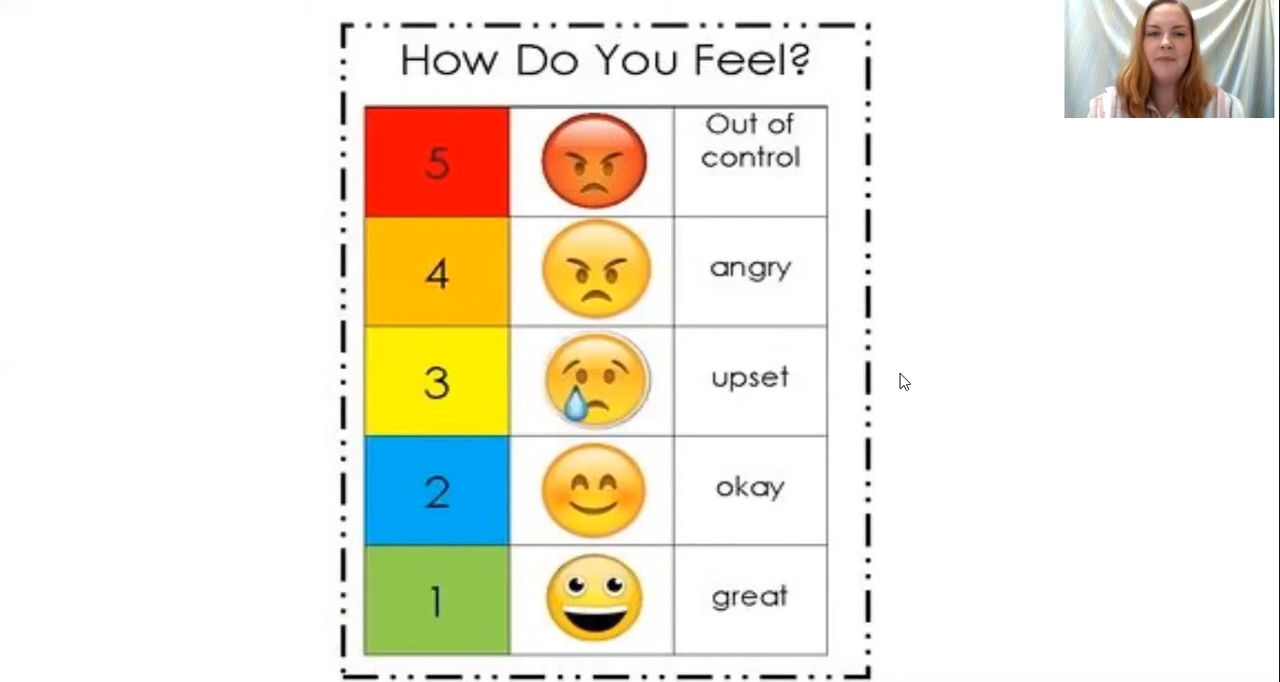 How Do You Feel?
5
Out of
control
4
angry
3
upset
2
okay
1
great